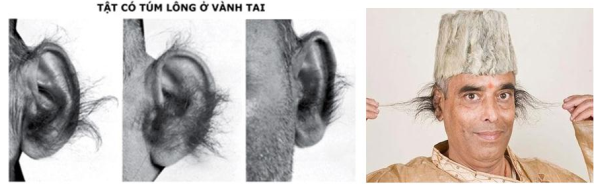 TẬT CÓ TÚM LÔNG Ở VÀNH TAI